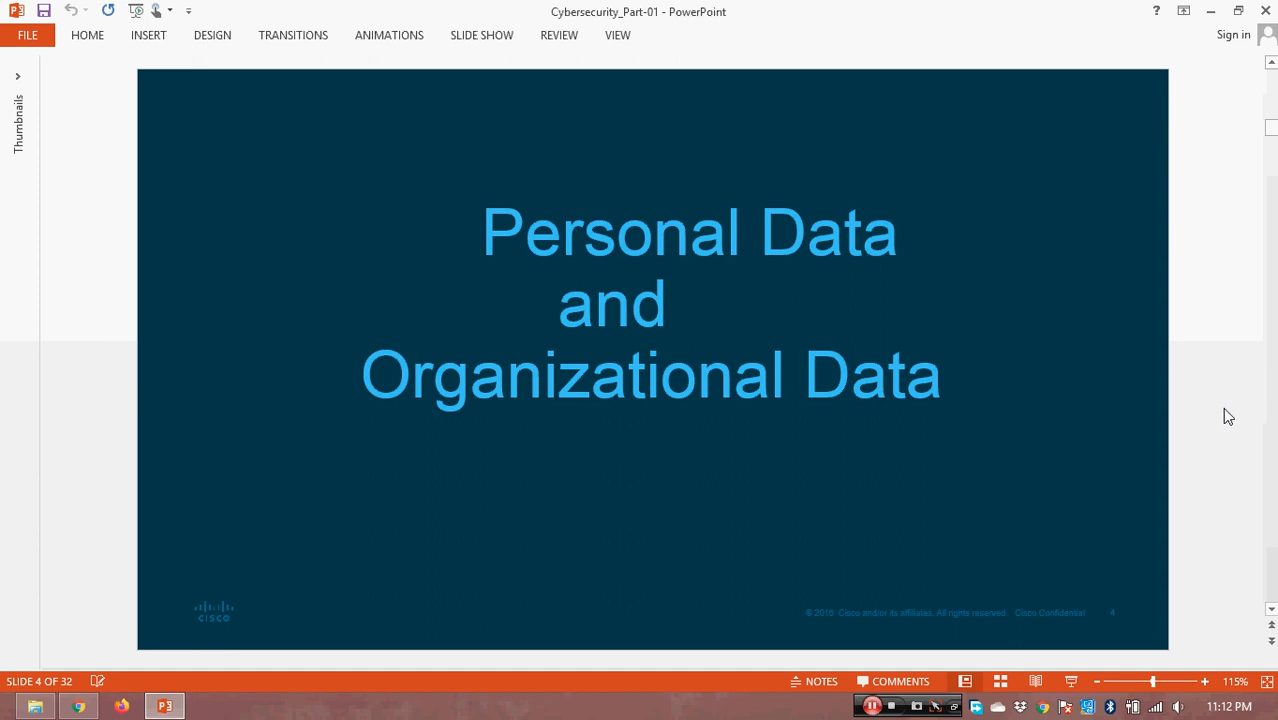 Cybersecurity_Part-01 - PowerPoint
?
FILE HOME INSERT DESIGN TRANSITIONS ANIMATIONS SLIDE SHOW REVIEW VIEW
Sign in
Thumbnails
Personal Data
and
Organizational Data
CISCO
© 2016 Cisco and/or its affiliates. All rights reserved. Cisco Confidential 4
SLIDE 4 OF 32 NOTES COMMENTS 115%
11:12 PM